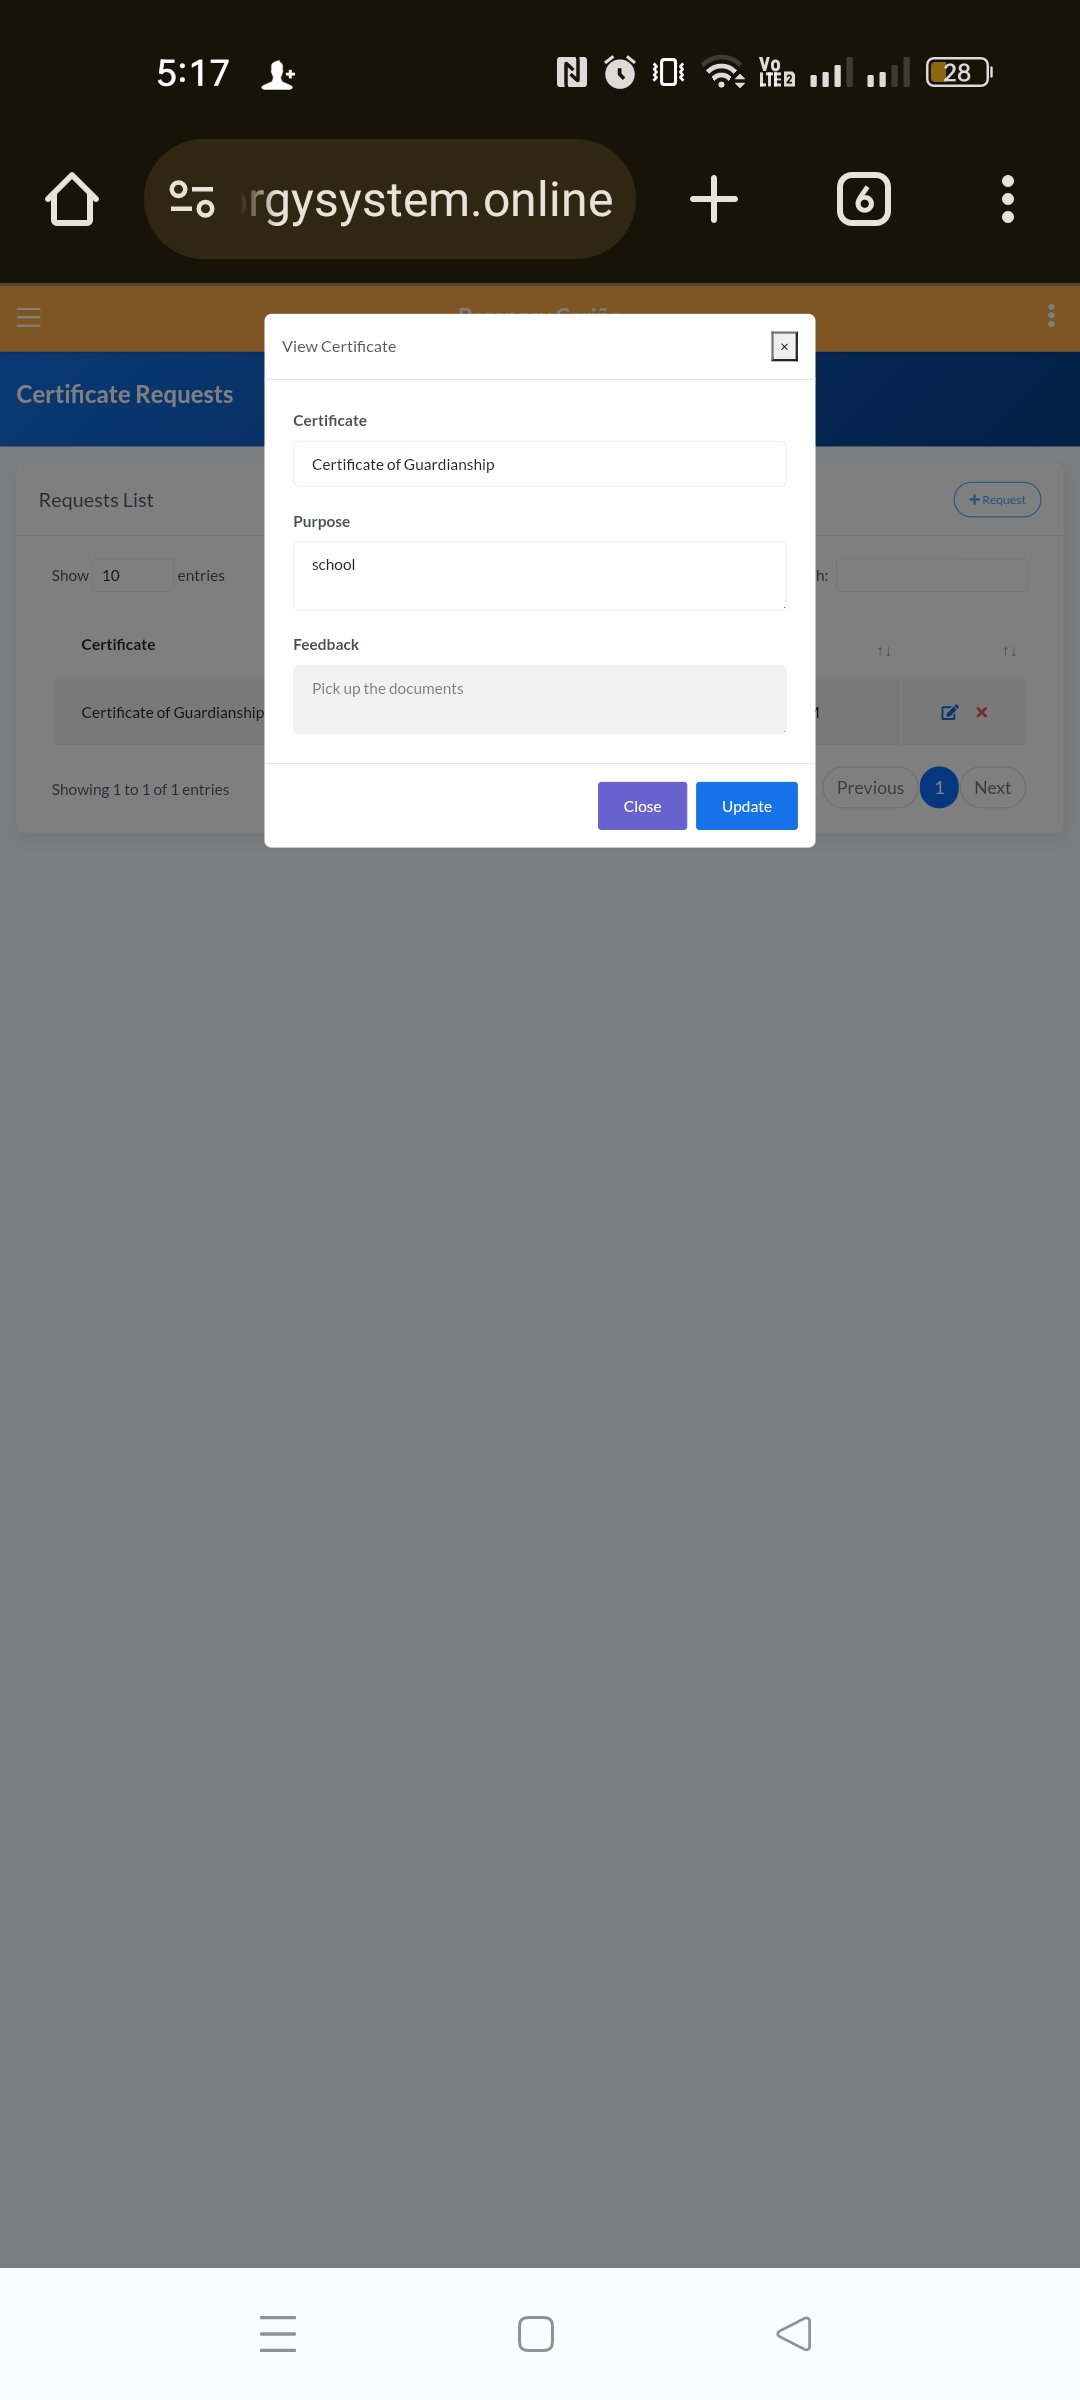 5:17
Vo
LTE 2
28
rgysystem.online
6
View Certificate
×
Certificate Requests
Certificate
Certificate of Guardianship
Requests List
+ Request
Purpose
school
Show 10 entries
h:
Feedback
Certificate
↑↓
↑↓
Pick up the documents
Certificate of Guardianship
Showing 1 to 1 of 1 entries
Previous 1 Next
Close
Update